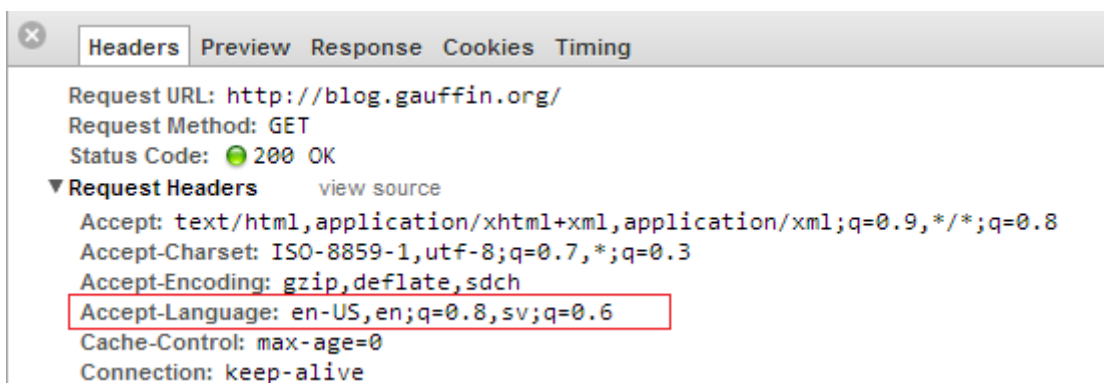 Headers Preview Response Cookies Timing
Request URL: http://blog.gauffin.org/
Request Method: GET
Status Code: 200 OK
Request Headers view source
Accept: text/html,application/xhtml+xml,application/xml;q=0.9,*/*;q=0.8
Accept-Charset: ISO-8859-1,utf-8;q=0.7,*;q=0.3
Accept-Encoding: gzip,deflate,sdch
Accept-Language: en-US,en;q=0.8,sv;q=0.6
Cache-Control: max-age=0
Connection: keep-alive